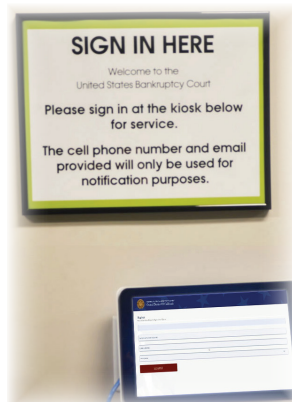 SIGN IN HERE
Welcome to the
United States Bankruptcy Court
Please sign in at the kiosk below
for service.
The cell phone number and email
provided will only be used for
notification purposes.